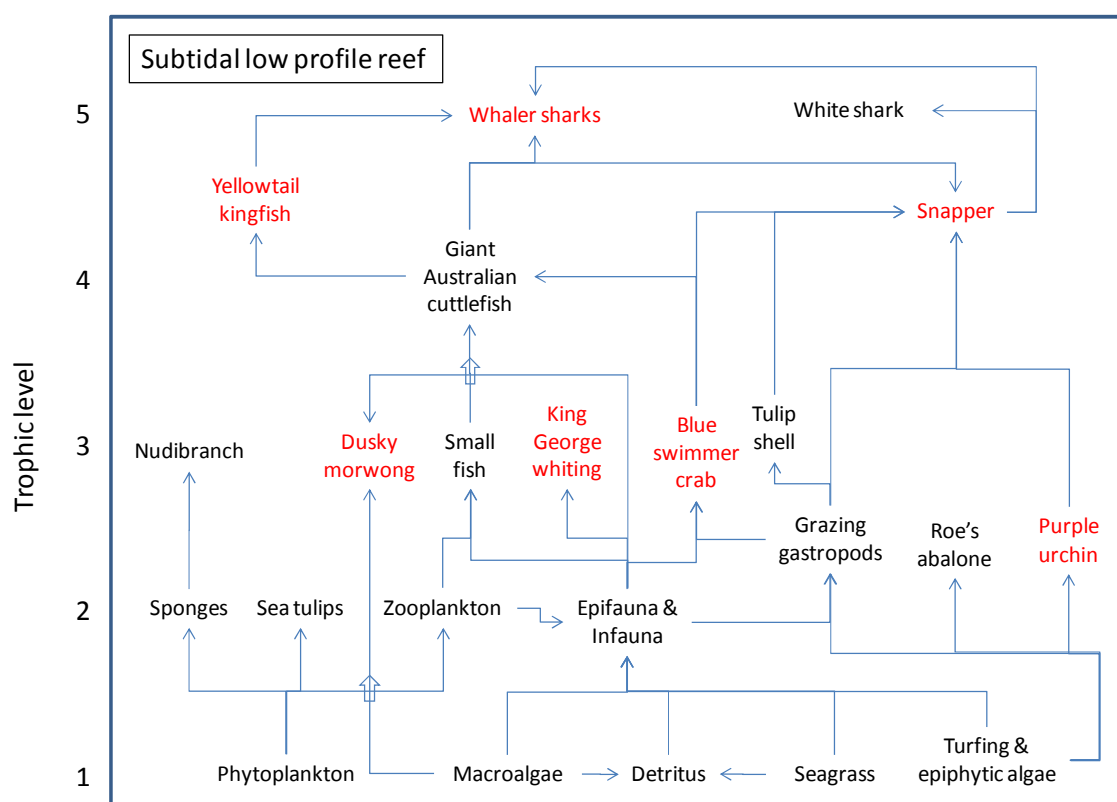 Subtidal low profile reef
5
Whaler sharks
White shark
Yellowtail
kingfish
Snapper
Giant
Australian
cuttlefish
4
Trophic level
3
Nudibranch
Dusky
morwong
Small
fish
King
George
whiting
Blue
swimmer
crab
Tulip
shell
Grazing
gastropods
Roe's
abalone
Purple
urchin
2
Sponges
Sea tulips
Zooplankton
Epifauna &
Infauna
1
Phytoplankton
Macroalgae
Detritus
Seagrass
Turfing &
epiphytic algae